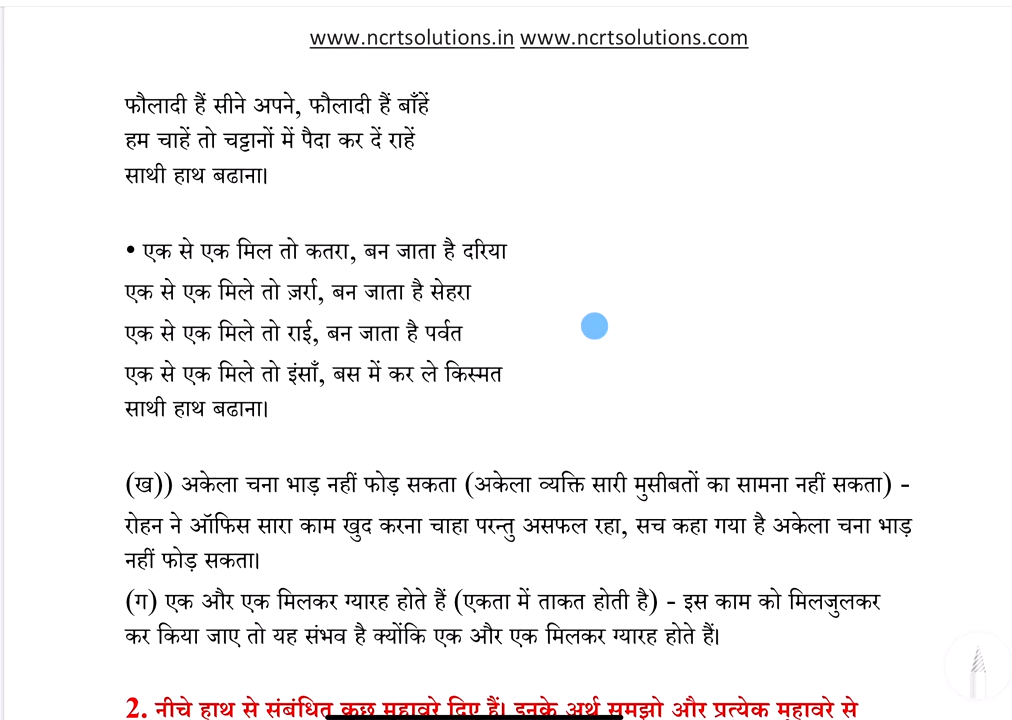 www.ncrtsolutions.in www.ncrtsolutions.com
फौलादी हैं सीने अपने, फौलादी हैं बाँहें
हम चाहें तो चट्टानों में पैदा कर दें राहें
साथी हाथ बढाना।
• एक से एक मिल तो कतरा, बन जाता है दरिया
एक से एक मिले तो ज़र्रा, बन जाता है सेहरा
एक से एक मिले तो राई, बन जाता है पर्वत
एक से एक मिले तो इंसाँ, बस में कर ले किस्मत
साथी हाथ बढाना।
(ख)) अकेला चना भाड़ नहीं फोड़ सकता (अकेला व्यक्ति सारी मुसीबतों का सामना नहीं सकता) -
रोहन ने ऑफिस सारा काम खुद करना चाहा परन्तु असफल रहा, सच कहा गया है अकेला चना भाड़
नहीं फोड़ सकता।
(ग) एक और एक मिलकर ग्यारह होते हैं (एकता में ताकत होती है) - इस काम को मिलजुलकर
कर किया जाए तो यह संभव है क्योंकि एक और एक मिलकर ग्यारह होते हैं।
2. नीचे हाथ से संबंधित कुछ मुहावरे दिए हैं। इनके अर्थ समझो और प्रत्येक मुहावरे से